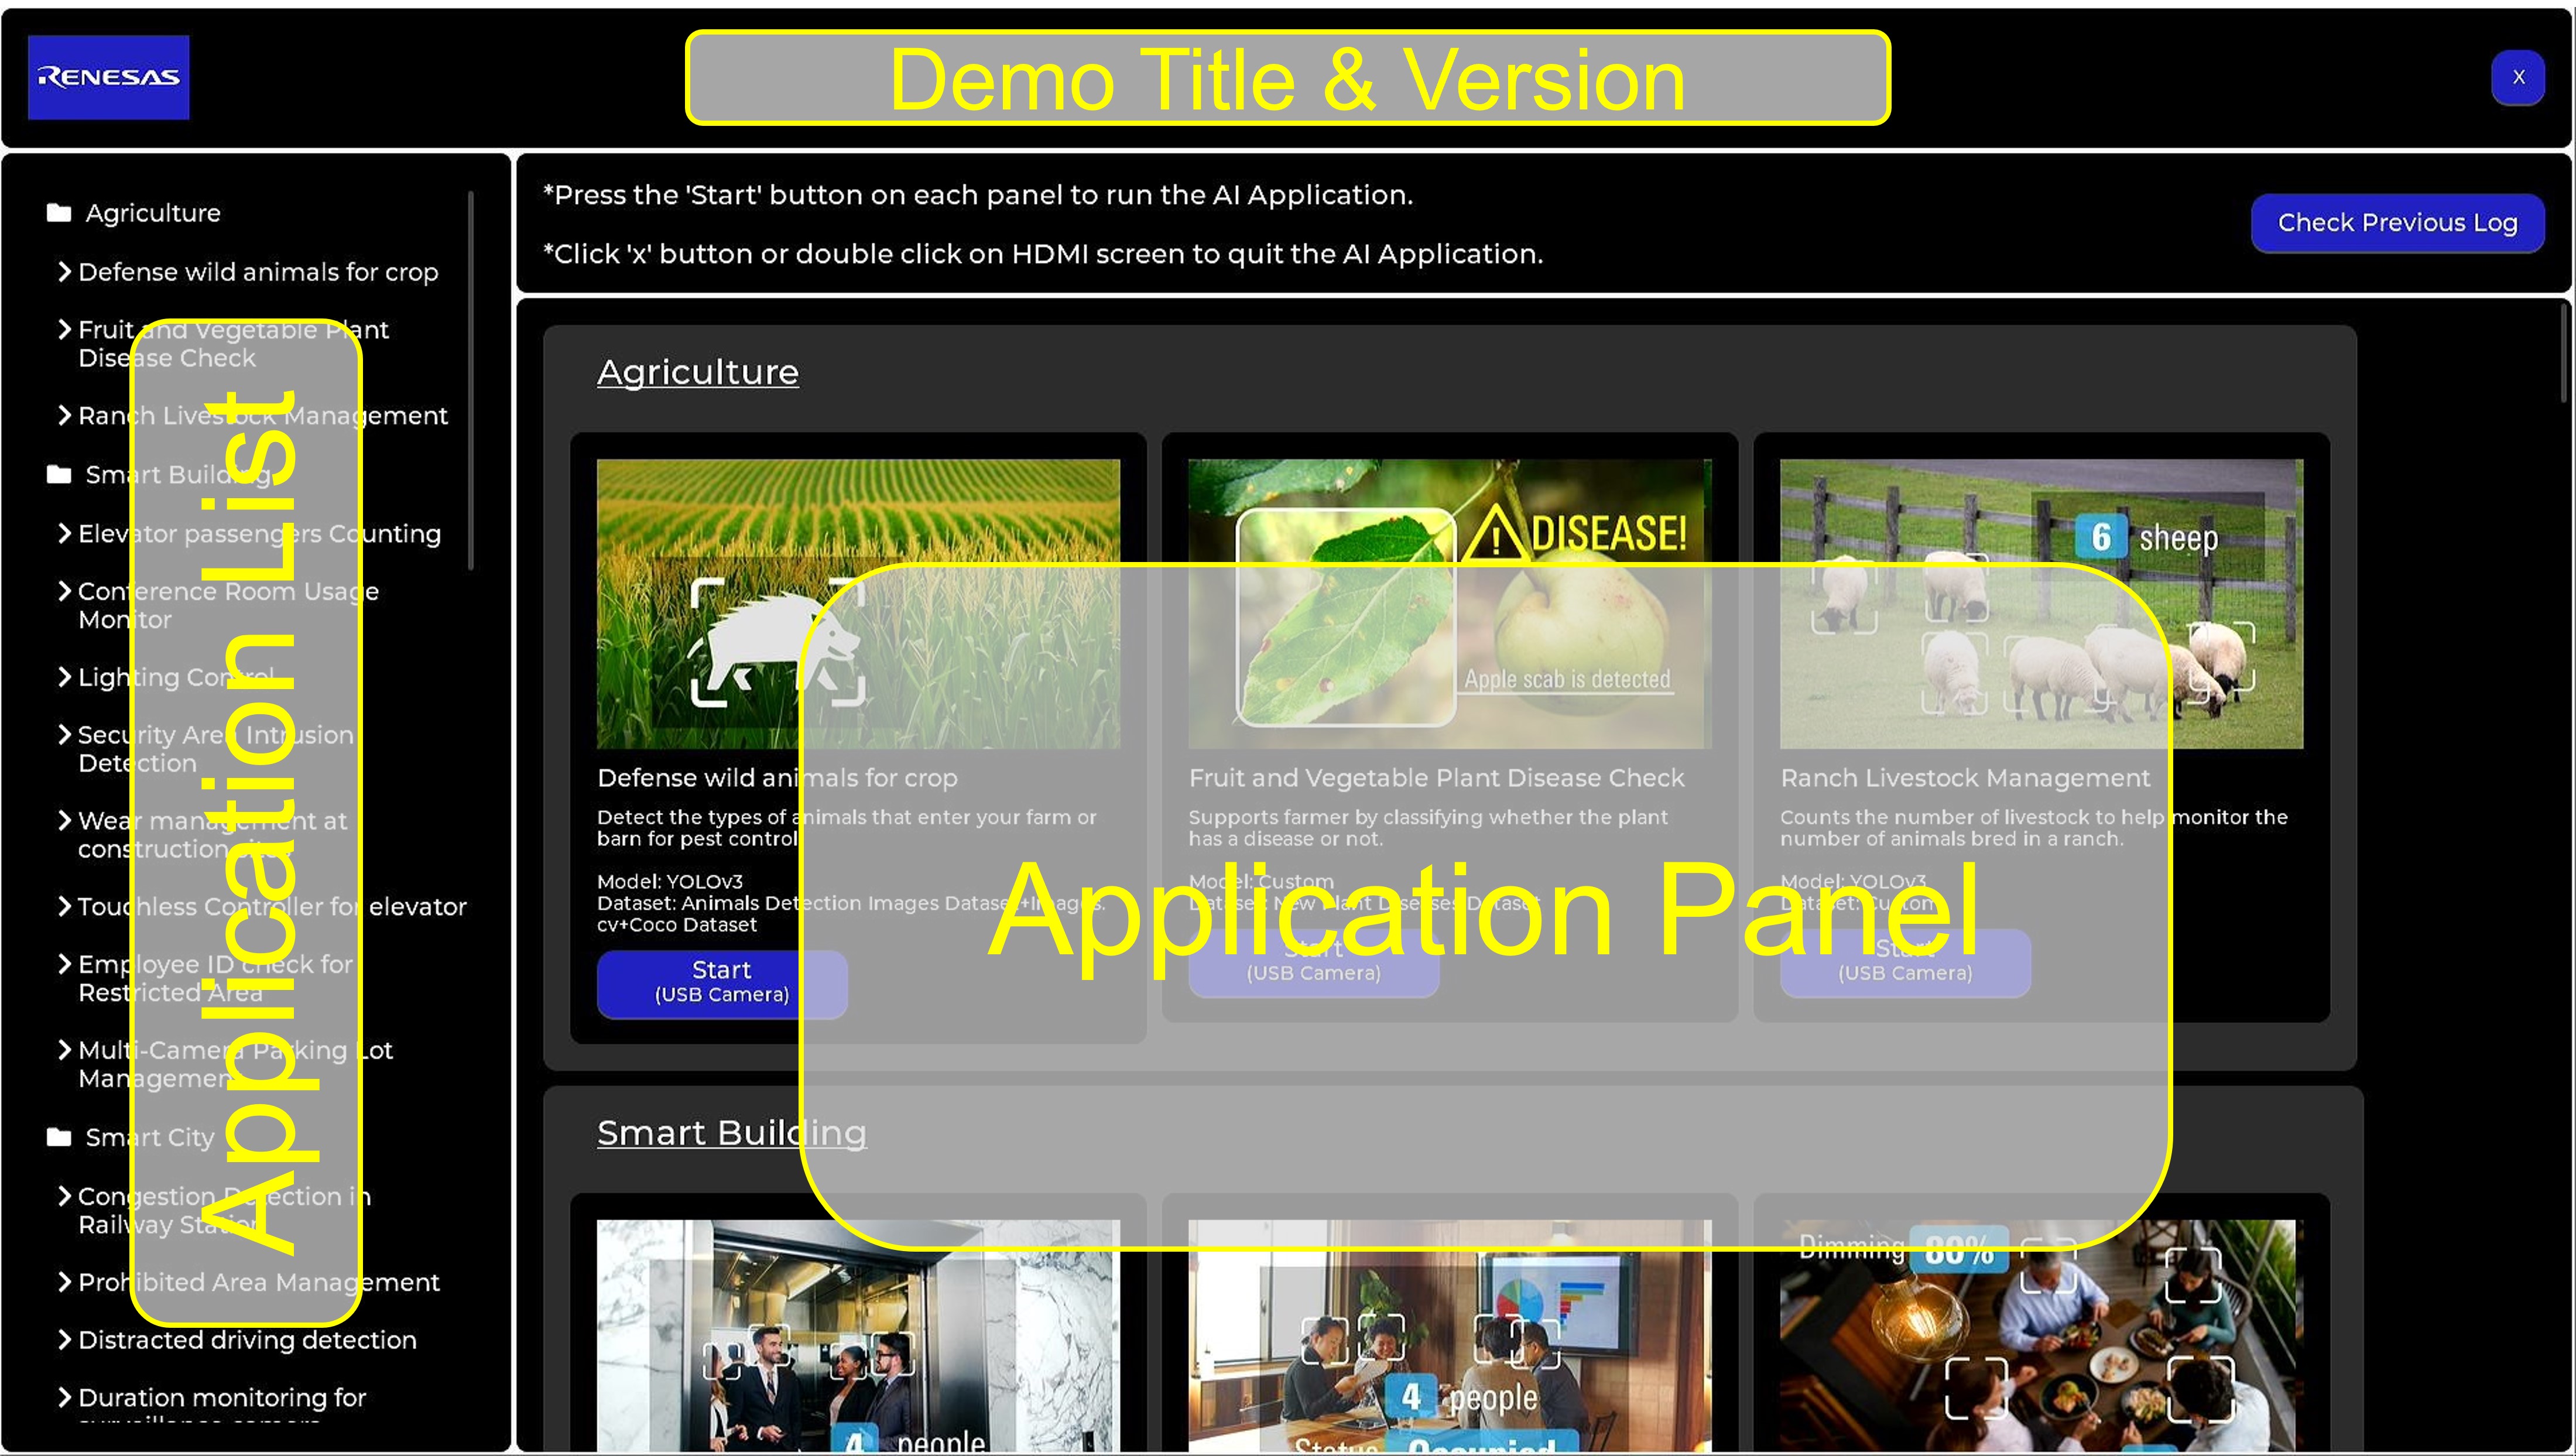 RENESAS
Demo Title & Version
X
Agriculture
Defense wild animals for crop
Fruit and Vegetable Plant
Disease Check
Ranch Livestock Management
Smart Building
Elevator passengers Counting
Conference Room Usage
Monitor
Lighting Control
Security Area Intrusion
Detection
Wear management at
construction site
Touchless Controller for elevator
Employee ID check for
Restricted Area
Multi-Camera Parking Lot
Management
Smart City
Congestion Detection in
Railway Station
Prohibited Area Management
Distracted driving detection
Duration monitoring for
Application List
*Press the 'Start' button on each panel to run the AI Application.
*Click 'x' button or double click on HDMI screen to quit the AI Application.
Check Previous Log
Agriculture
Defense wild animals for crop
Detect the types of animals that enter your farm or
barn for pest control
Model: YOLOv3
Dataset: Animals Detection Images Dataset+Images.
cv+Coco Dataset
Start
(USB Camera)
DISEASE!
Apple scab is detected
Fruit and Vegetable Plant Disease Check
Supports farmer by classifying whether the plant
has a disease or not.
Model: Custom
Dataset: New Plant Diseases Dataset
Start
(USB Camera)
6 sheep
Ranch Livestock Management
Counts the number of livestock to help monitor the
number of animals bred in a ranch.
Model: YOLOv3
Dataset: Custom
Start
(USB Camera)
Application Panel
Smart Building
4 people
4 people
Status Occupied
Dimming 80%